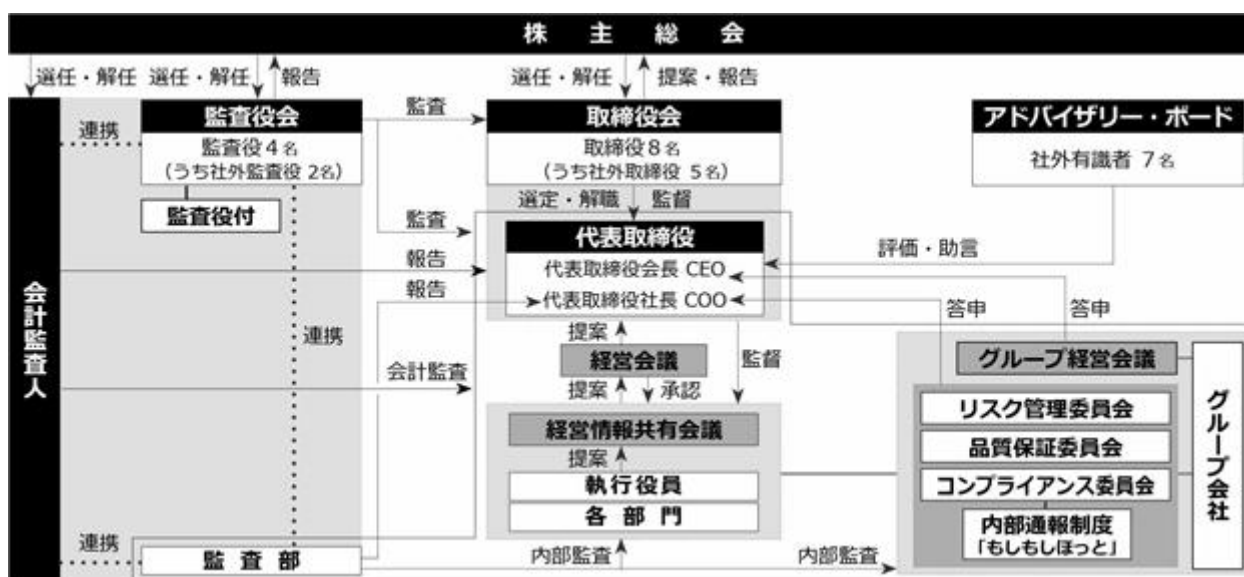 株主総会
選任・解任 選任・解任 報告 選任・解任 提案・報告
監査役会
監査役4名
(うち社外監査役 2名)
監査役付
連携
監査
取締役会
取締役8名
(うち社外取締役 5名)
アドバイザリー・ボード
社外有識者 7名
選定・解職 監督
監査
代表取締役
代表取締役会長 CEO
代表取締役社長 COO
評価・助言
報告
報告
会計監査人
連携
提案
答申 答申
経営会議
監督
会計監査
提案 承認
経営情報共有会議
提案
執行役員
各部門
グループ経営会議
リスク管理委員会
品質保証委員会
コンプライアンス委員会
内部通報制度
「もしもしほっと」
グループ会社
連携
監査部
内部監査
内部監査